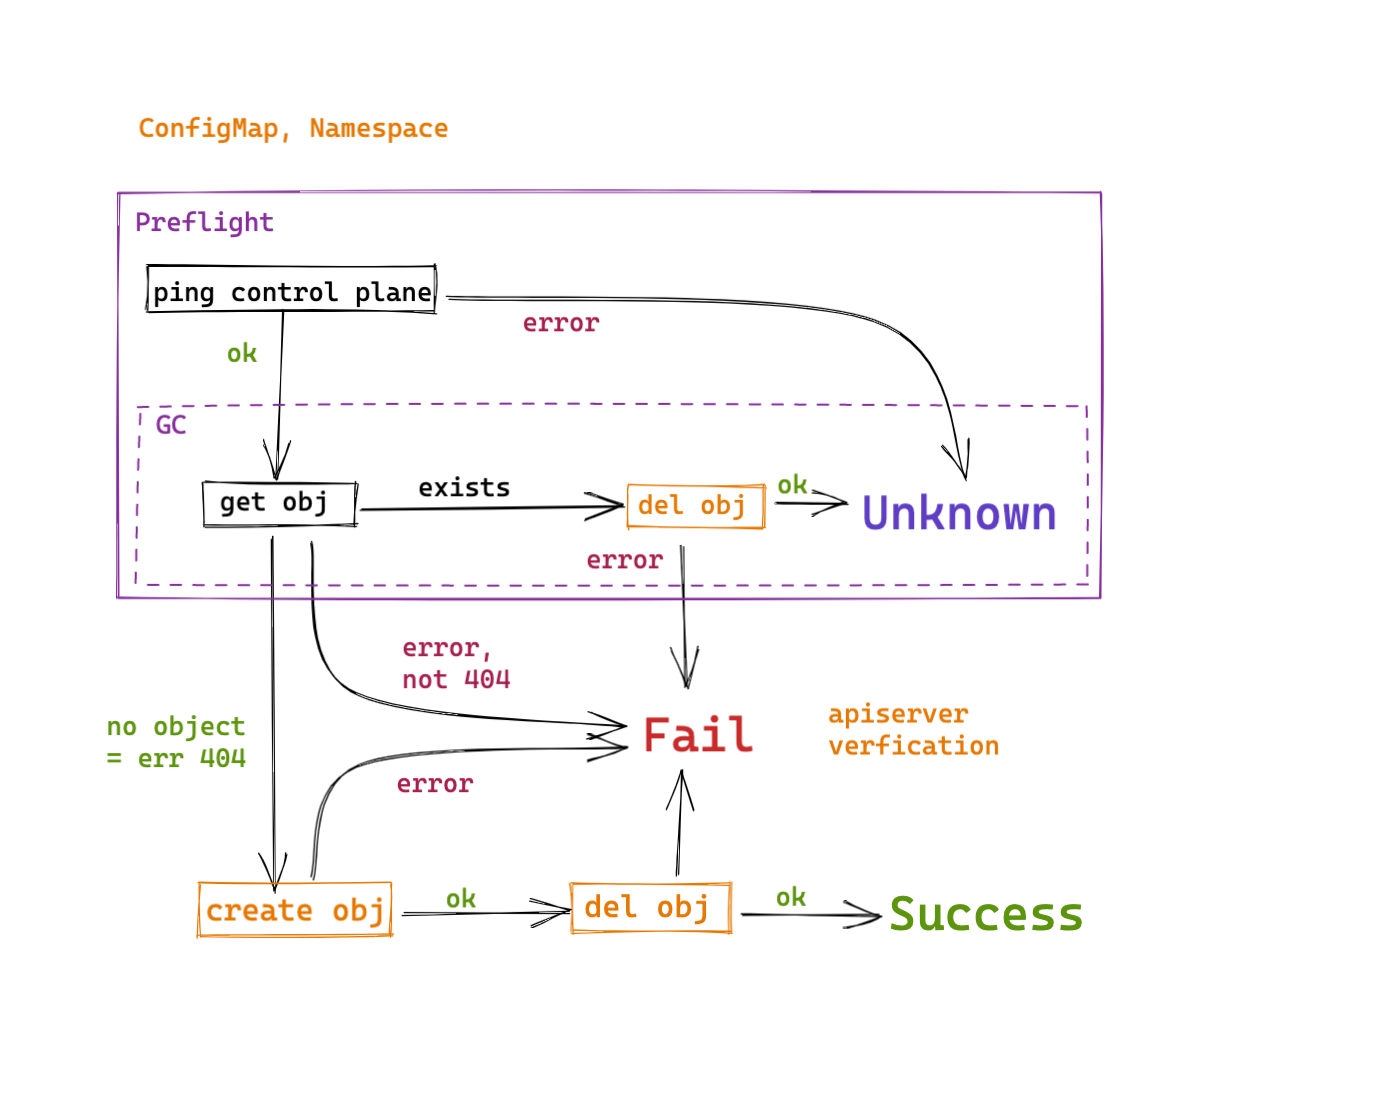 ConfigMap, Namespace
Preflight
ping control plane
error
ok
GC
get obj
exists
del obj
ok
Unknown
error
error,
not 404
no object
= err 404
Fail
apiserver
verfication
error
create obj
ok
del obj
ok
Success